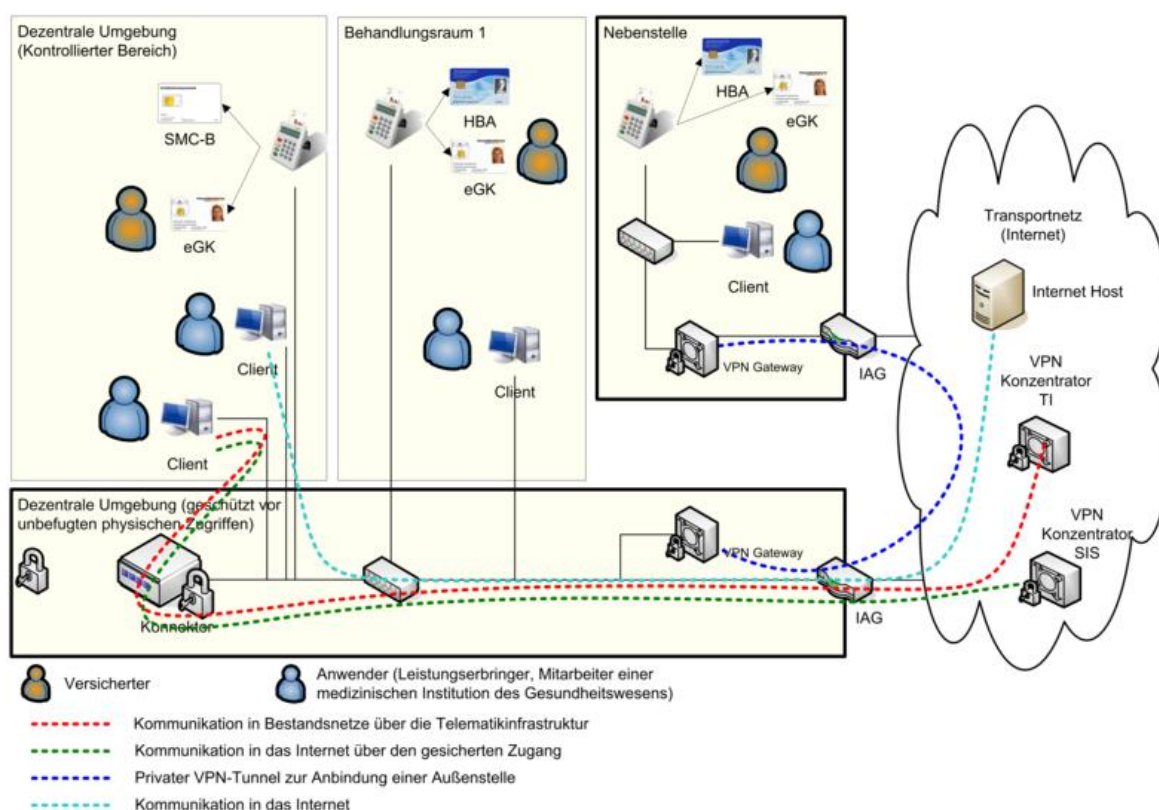 Dezentrale Umgebung
(Kontrollierter Bereich)
SMC-B
eGK
Client
Client
Behandlungsraum 1
HBA
eGK
Client
Nebenstelle
HBA
eGK
Client
VPN Gateway
IAG
Transportnetz
(Internet)
Internet Host
VPN
Konzentrator
TI
VPN
Konzentrator
SIS
Dezentrale Umgebung (geschützt vor
unbefugten physischen Zugriffen)
Konnektor
VPN Gateway
IAG
Versicherter
Anwender (Leistungserbringer, Mitarbeiter einer
medizinischen Institution des Gesundheitswesens)
Kommunikation in Bestandsnetze über die Telematikinfrastruktur
Kommunikation in das Internet über den gesicherten Zugang
Privater VPN-Tunnel zur Anbindung einer Außenstelle
Kommunikation in das Internet